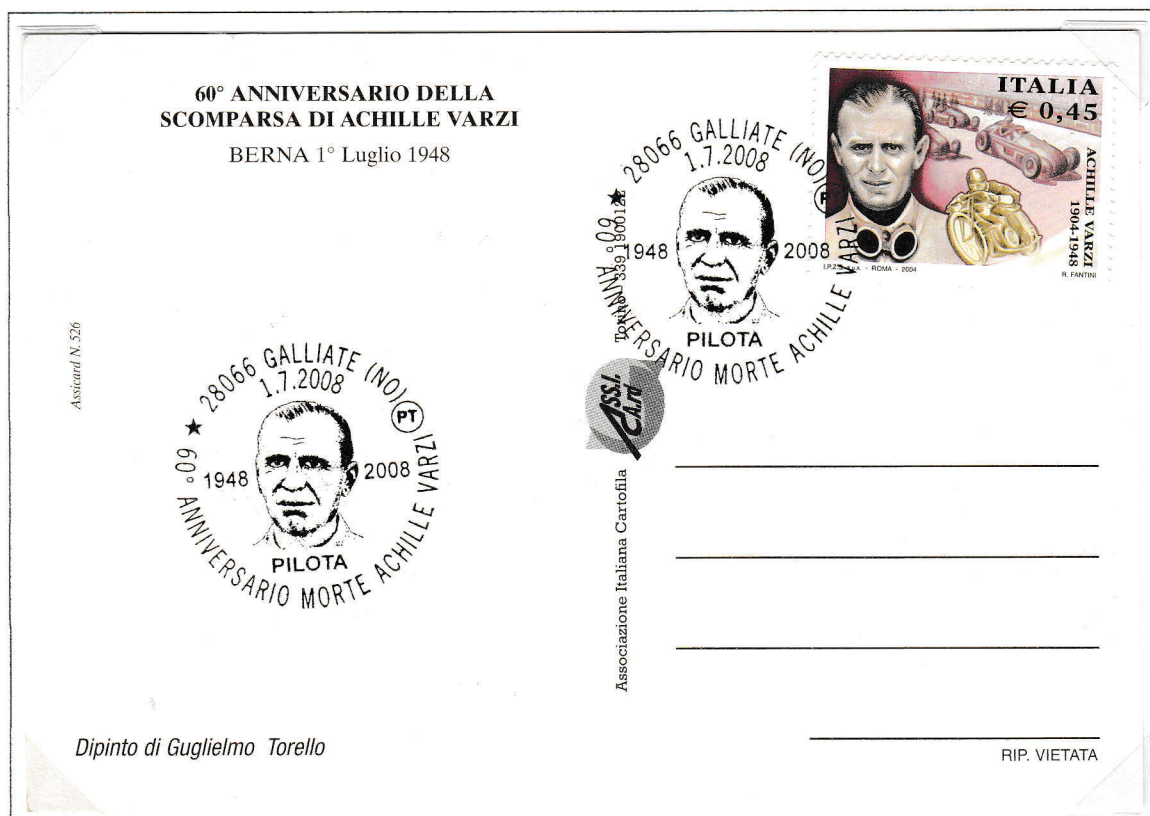 60° ANNIVERSARIO DELLA
SCOMPARSA DI ACHILLE VARZI
BERNA 1° Luglio 1948
ITALIA
€ 0,45
ACHILLE VARZI
1904-1948
I.P.Z.S. S.p.A. - ROMA - 2004
R. FANTINI
28066 GALLIATE (NO) PT
1.7.2008
1948 2008
PILOTA
60° ANNIVERSARIO MORTE ACHILLE VARZI
Assicard N. 526
28066 GALLIATE (NO) PT
1.7.2008
1948 2008
PILOTA
60° ANNIVERSARIO MORTE ACHILLE VARZI
Associazione Italiana Cartofila
ASS.I.
CA.rd
Torino
Dipinto di Guglielmo Torello
RIP. VIETATA